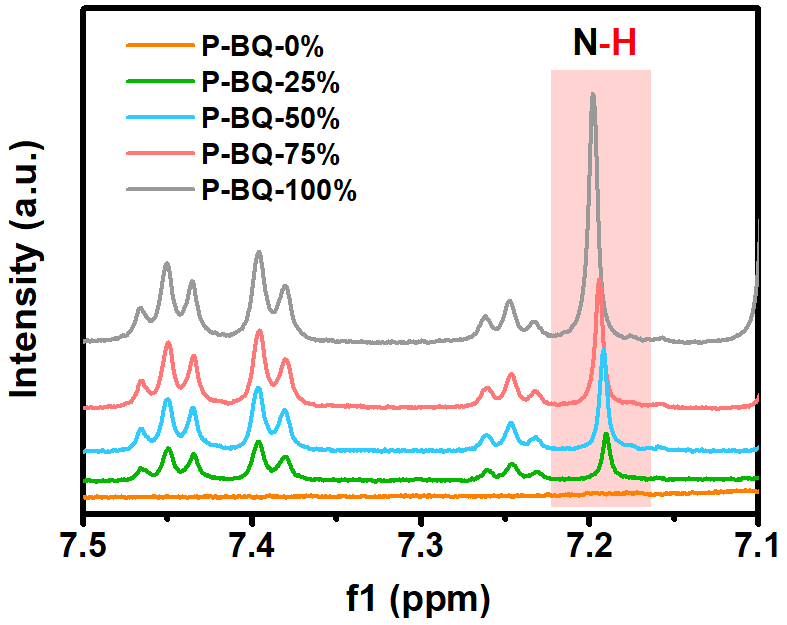 N-H
P-BQ-0%
P-BQ-25%
P-BQ-50%
P-BQ-75%
P-BQ-100%
Intensity (a.u.)
7.5 7.4 7.3 7.2 7.1
f1 (ppm)